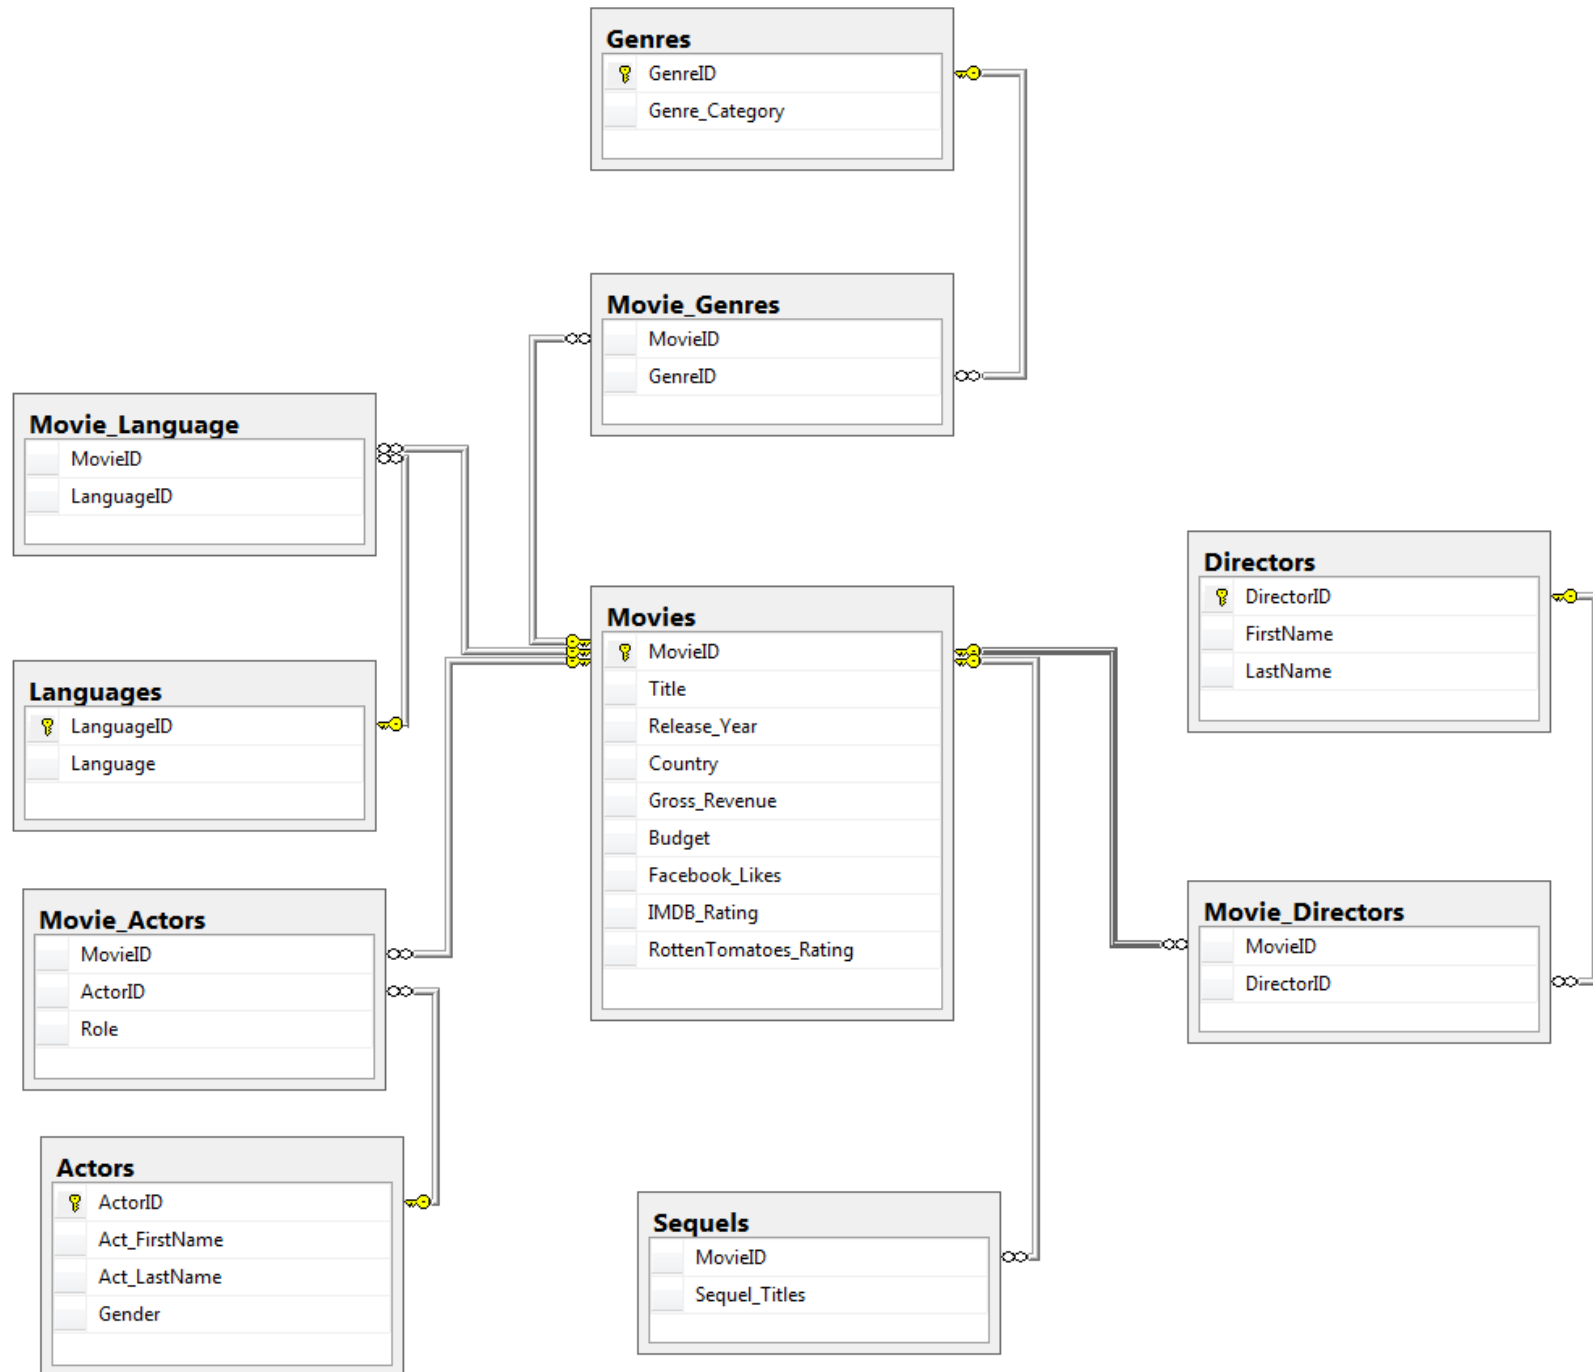 Genres
GenreID
Genre_Category
Movie_Genres
MovieID
GenreID
Movie_Language
MovieID
LanguageID
Languages
LanguageID
Language
Movies
MovieID
Title
Release_Year
Country
Gross_Revenue
Budget
Facebook_Likes
IMDB_Rating
RottenTomatoes_Rating
Directors
DirectorID
FirstName
LastName
Movie_Directors
MovieID
DirectorID
Movie_Actors
MovieID
ActorID
Role
Actors
ActorID
Act_FirstName
Act_LastName
Gender
Sequels
MovieID
Sequel_Titles